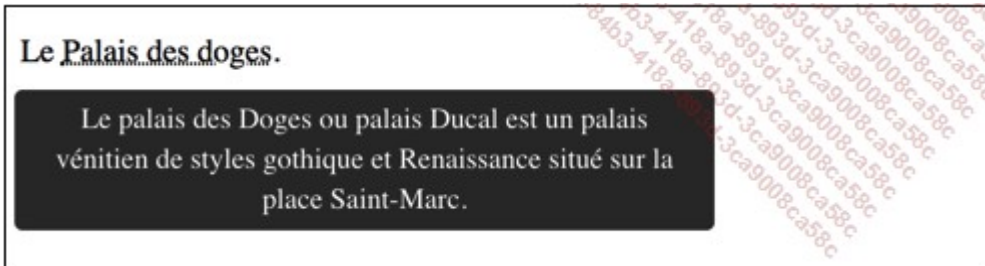 Le Palais des doges.
Le palais des Doges ou palais Ducal est un palais
vénitien de styles gothique et Renaissance situé sur la
place Saint-Marc.